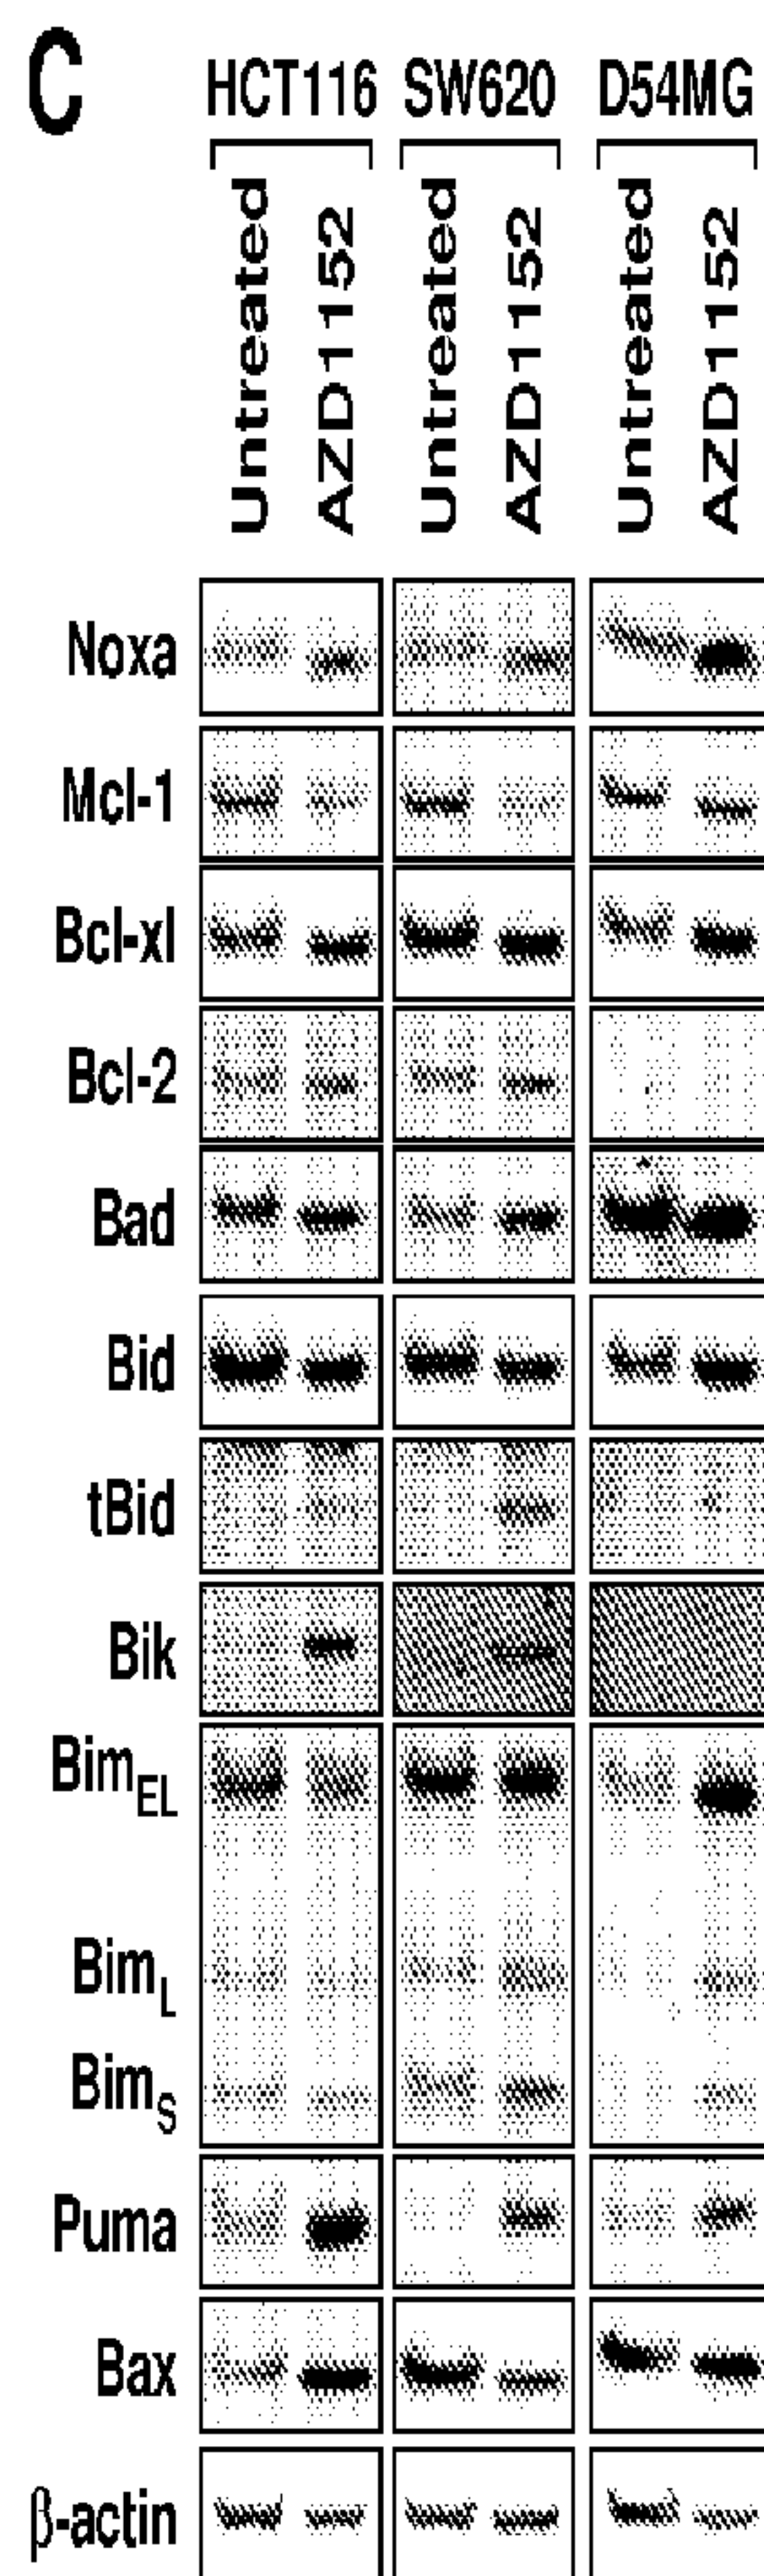 C
HCT116 SW620 D54MG
Untreated AZD1152 Untreated AZD1152 Untreated AZD1152
Noxa
Mcl-1
Bcl-xl
Bcl-2
Bad
Bid
tBid
Bik
BimEL
BimL
BimS
Puma
Bax
β-actin